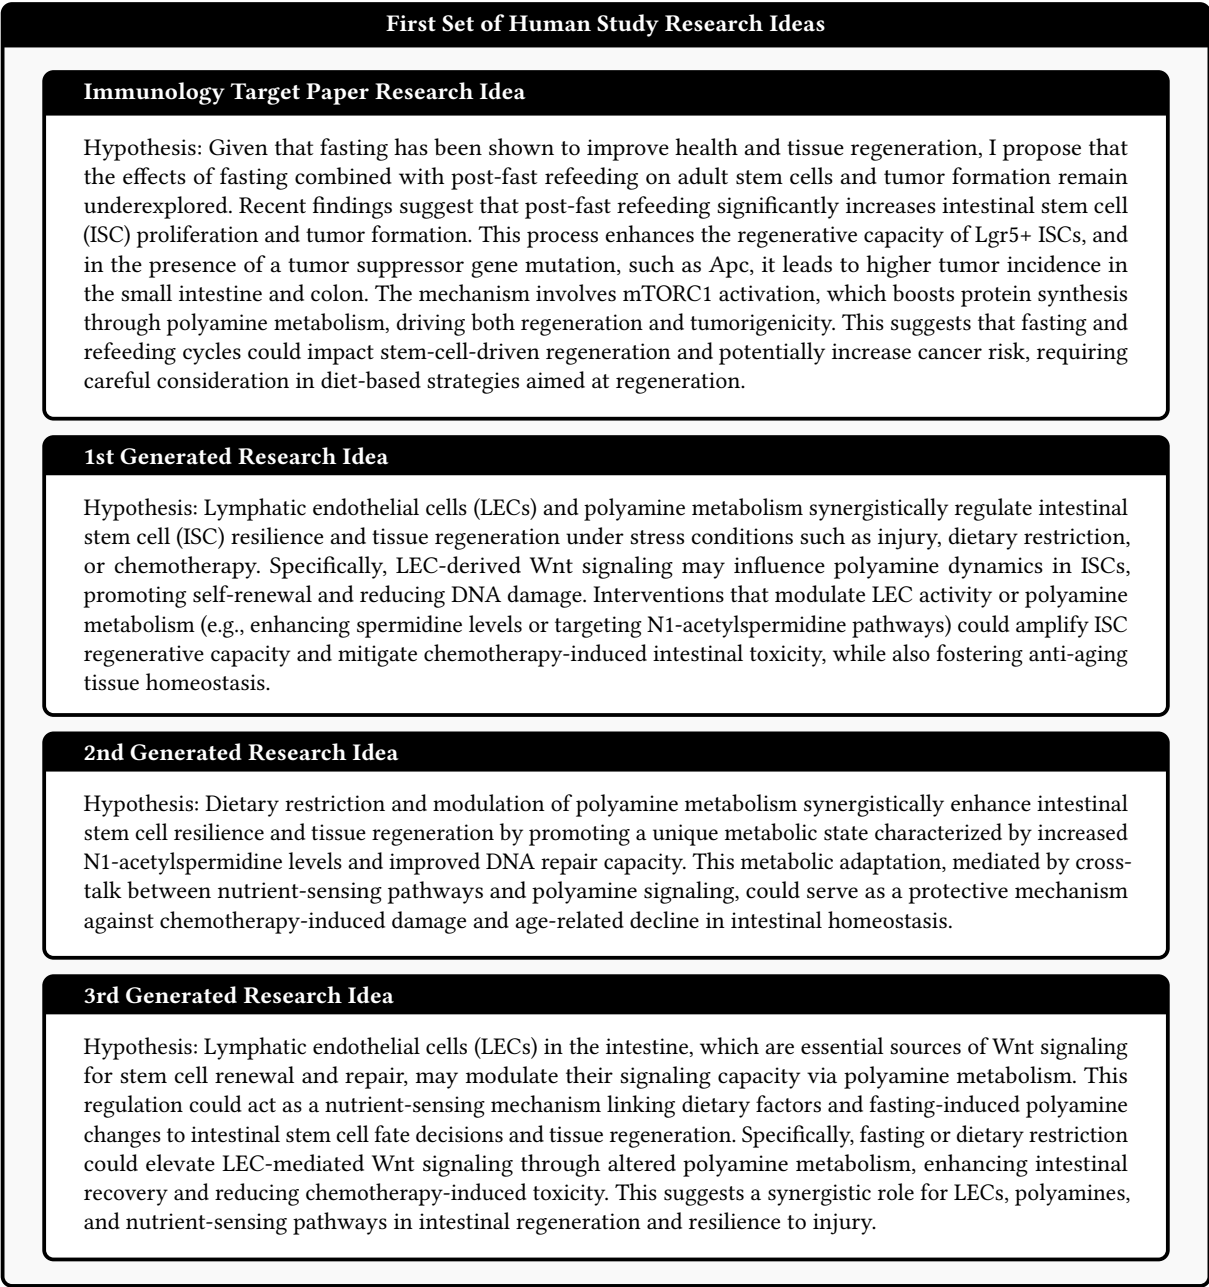 First Set of Human Study Research Ideas
Immunology Target Paper Research Idea
Hypothesis: Given that fasting has been shown to improve health and tissue regeneration, I propose that
the effects of fasting combined with post-fast refeeding on adult stem cells and tumor formation remain
underexplored. Recent findings suggest that post-fast refeeding significantly increases intestinal stem cell
(ISC) proliferation and tumor formation. This process enhances the regenerative capacity of Lgr5+ ISCs, and
in the presence of a tumor suppressor gene mutation, such as Apc, it leads to higher tumor incidence in
the small intestine and colon. The mechanism involves mTORC1 activation, which boosts protein synthesis
through polyamine metabolism, driving both regeneration and tumorigenicity. This suggests that fasting and
refeeding cycles could impact stem-cell-driven regeneration and potentially increase cancer risk, requiring
careful consideration in diet-based strategies aimed at regeneration.
1st Generated Research Idea
Hypothesis: Lymphatic endothelial cells (LECs) and polyamine metabolism synergistically regulate intestinal
stem cell (ISC) resilience and tissue regeneration under stress conditions such as injury, dietary restriction,
or chemotherapy. Specifically, LEC-derived Wnt signaling may influence polyamine dynamics in ISCs,
promoting self-renewal and reducing DNA damage. Interventions that modulate LEC activity or polyamine
metabolism (e.g., enhancing spermidine levels or targeting N1-acetylspermidine pathways) could amplify ISC
regenerative capacity and mitigate chemotherapy-induced intestinal toxicity, while also fostering anti-aging
tissue homeostasis.
2nd Generated Research Idea
Hypothesis: Dietary restriction and modulation of polyamine metabolism synergistically enhance intestinal
stem cell resilience and tissue regeneration by promoting a unique metabolic state characterized by increased
N1-acetylspermidine levels and improved DNA repair capacity. This metabolic adaptation, mediated by cross-
talk between nutrient-sensing pathways and polyamine signaling, could serve as a protective mechanism
against chemotherapy-induced damage and age-related decline in intestinal homeostasis.
3rd Generated Research Idea
Hypothesis: Lymphatic endothelial cells (LECs) in the intestine, which are essential sources of Wnt signaling
for stem cell renewal and repair, may modulate their signaling capacity via polyamine metabolism. This
regulation could act as a nutrient-sensing mechanism linking dietary factors and fasting-induced polyamine
changes to intestinal stem cell fate decisions and tissue regeneration. Specifically, fasting or dietary restriction
could elevate LEC-mediated Wnt signaling through altered polyamine metabolism, enhancing intestinal
recovery and reducing chemotherapy-induced toxicity. This suggests a synergistic role for LECs, polyamines,
and nutrient-sensing pathways in intestinal regeneration and resilience to injury.